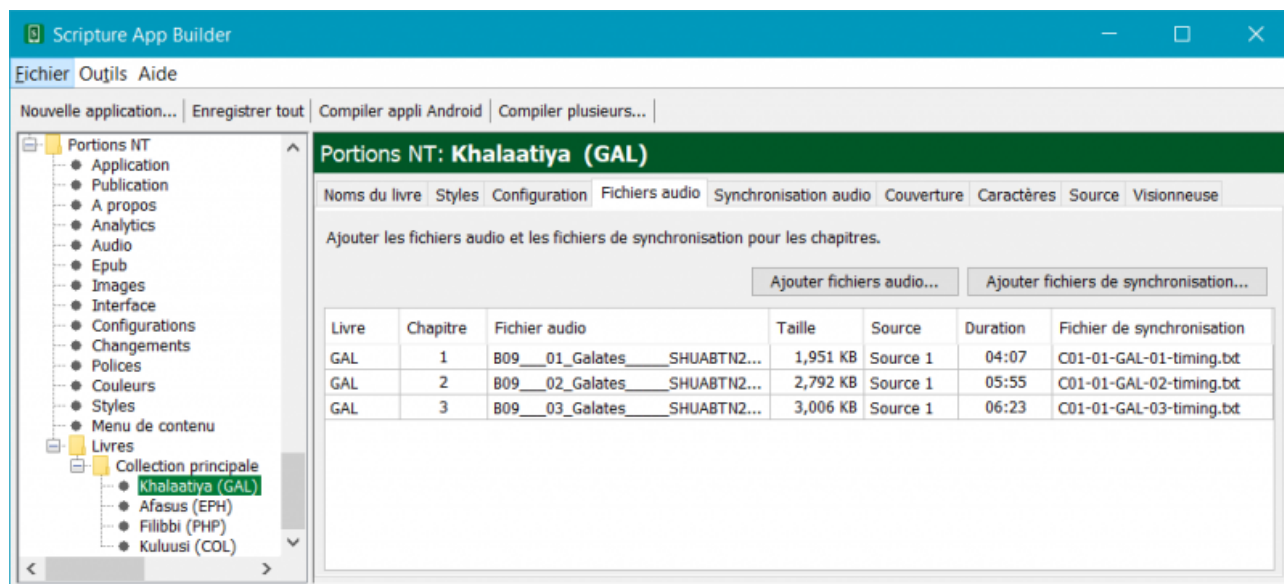 Scripture App Builder
Fichier Outils Aide
Nouvelle application... Enregistrer tout Compiler appli Android Compiler plusieurs...
Portions NT
Application
Publication
A propos
Analytics
Audio
Epub
Images
Interface
Configurations
Changements
Polices
Couleurs
Styles
Menu de contenu
Livres
Collection principale
Khalaatiya (GAL)
Afasus (EPH)
Filibbi (PHP)
Kuluusi (COL)
Portions NT: Khalaatiya (GAL)
Noms du livre Styles Configuration Fichiers audio Synchronisation audio Couverture Caractères Source Visionneuse
Ajouter les fichiers audio et les fichiers de synchronisation pour les chapitres.
Ajouter fichiers audio... Ajouter fichiers de synchronisation...
Livre Chapitre Fichier audio Taille Source Duration Fichier de synchronisation
GAL 1 B09___01_Galates_____SHUABTN2... 1,951 KB Source 1 04:07 C01-01-GAL-01-timing.txt
GAL 2 B09___02_Galates_____SHUABTN2... 2,792 KB Source 1 05:55 C01-01-GAL-02-timing.txt
GAL 3 B09___03_Galates_____SHUABTN2... 3,006 KB Source 1 06:23 C01-01-GAL-03-timing.txt